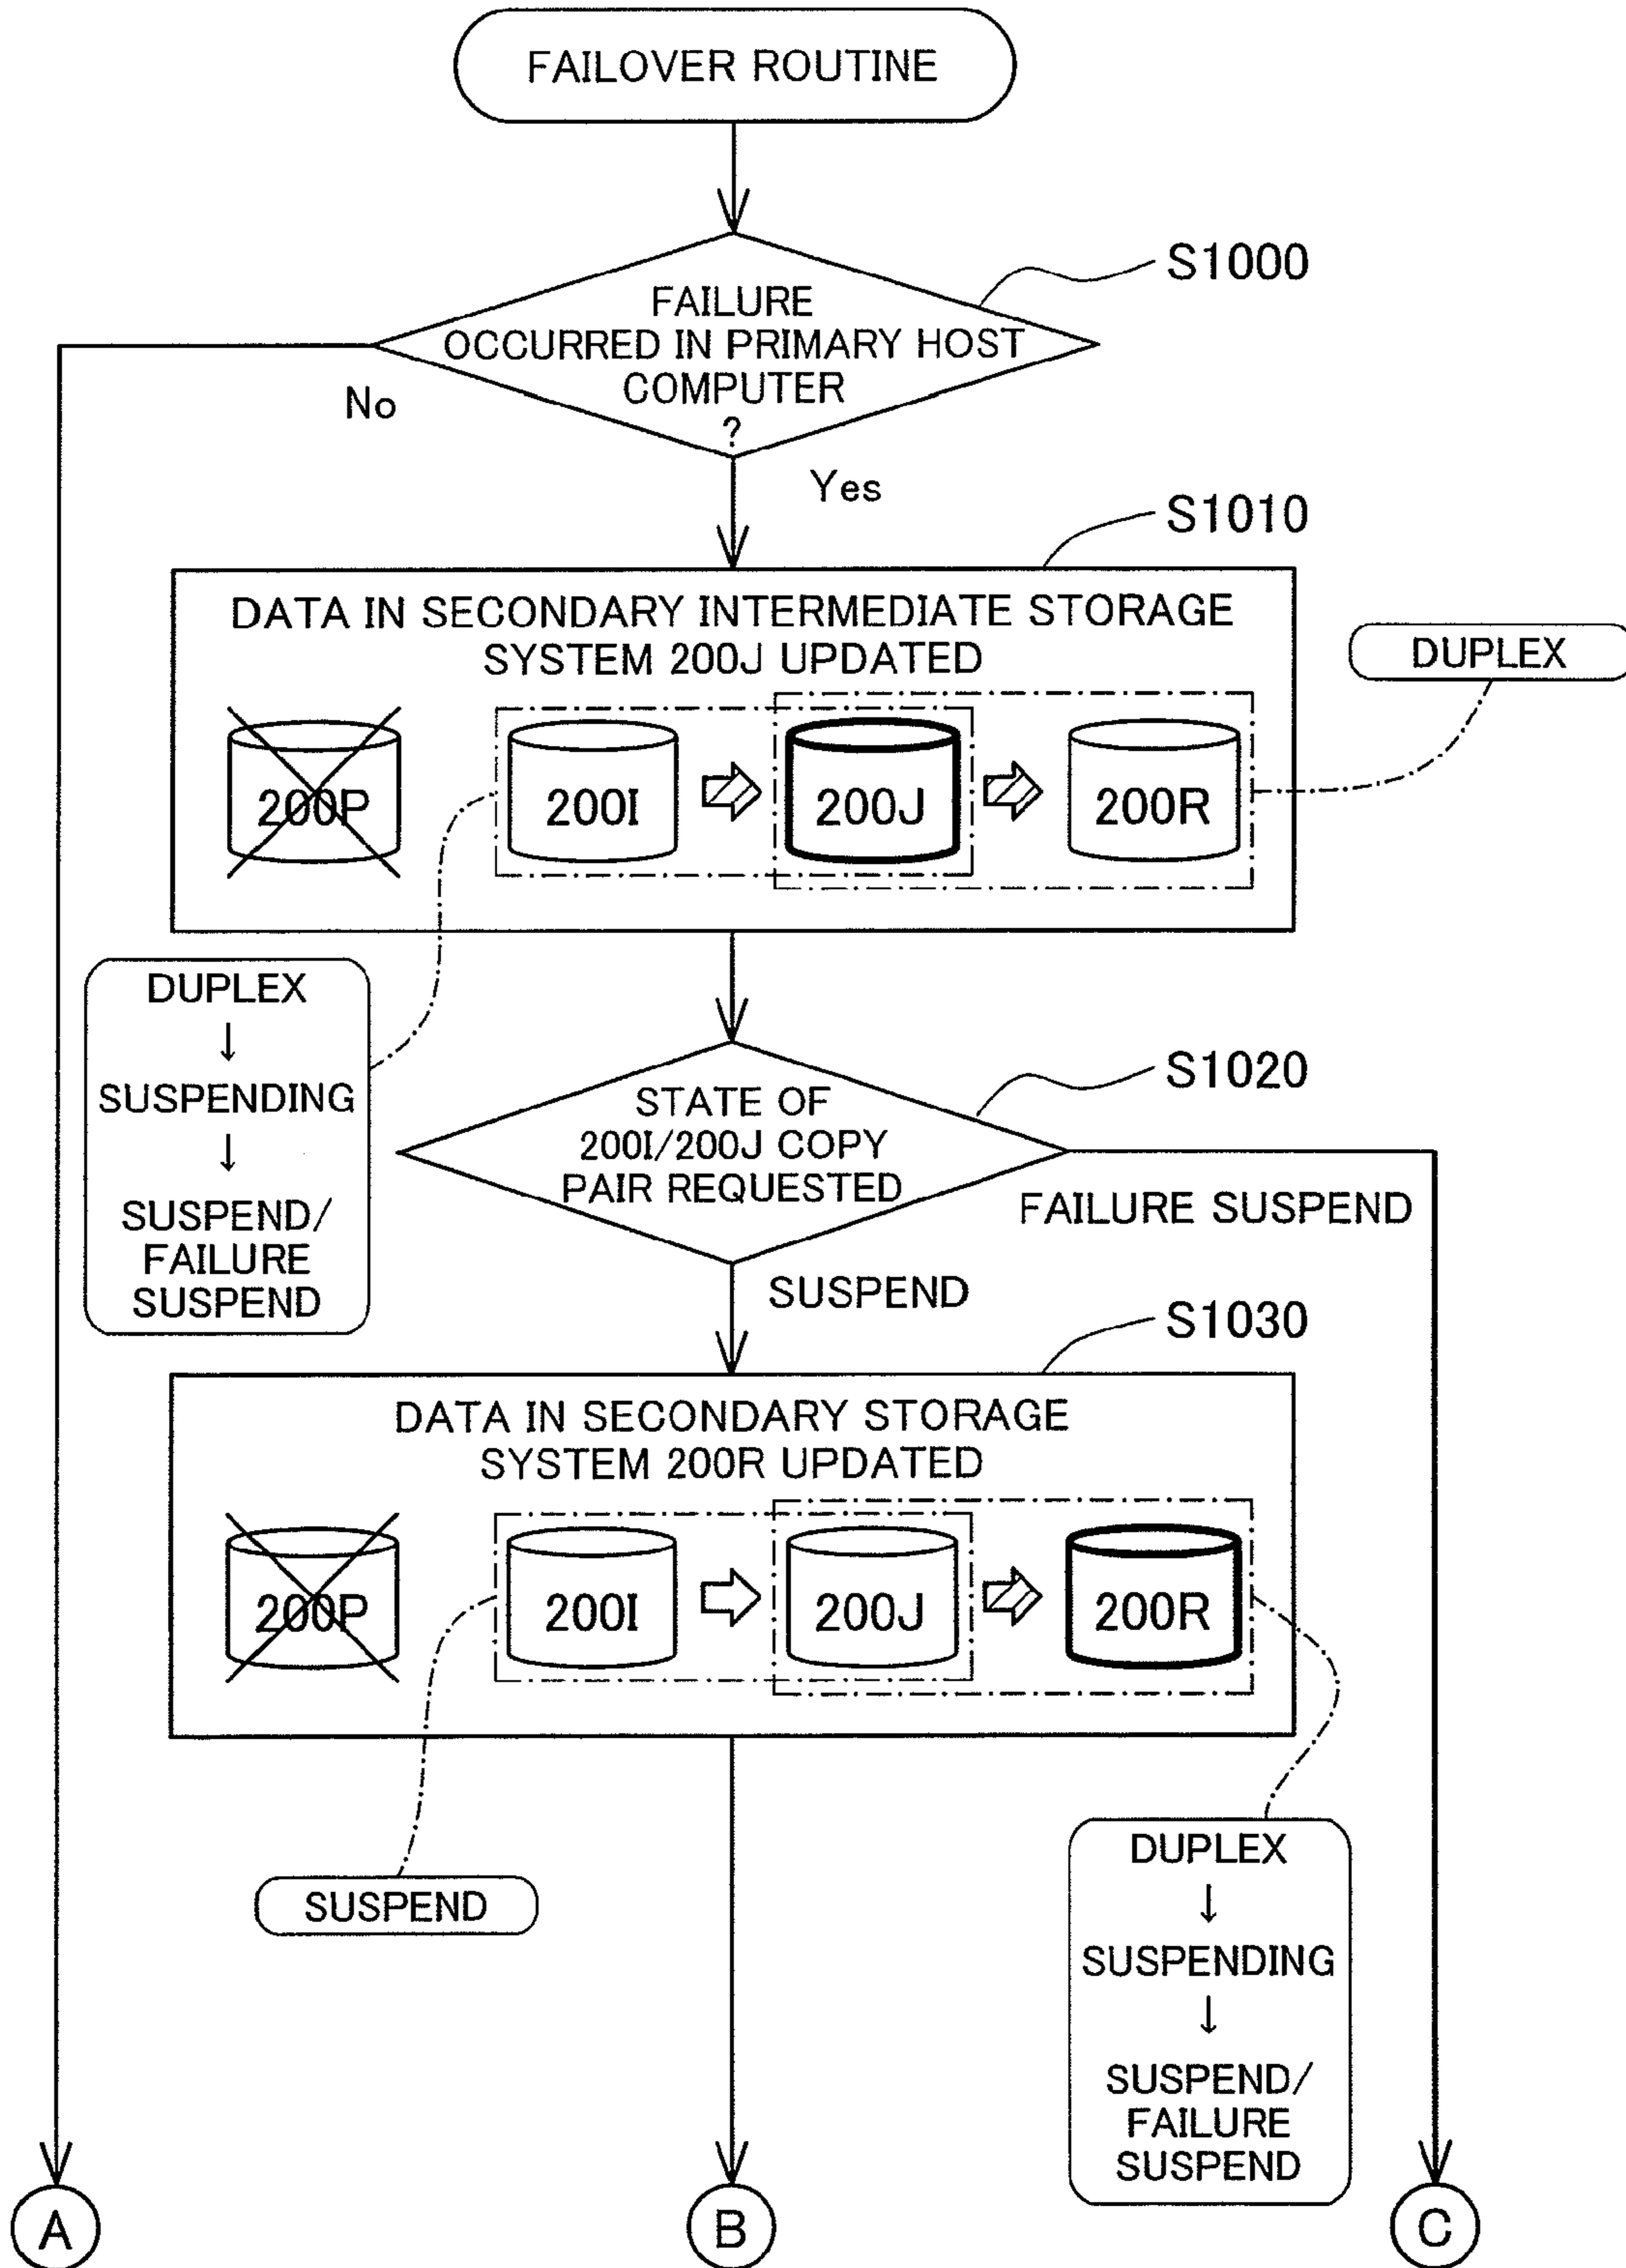 FAILOVER ROUTINE
S1000
FAILURE
OCCURRED IN PRIMARY HOST
COMPUTER
?
No
Yes
S1010
DATA IN SECONDARY INTERMEDIATE STORAGE
SYSTEM 200J UPDATED
DUPLEX
200P
200I
200J
200R
DUPLEX
↓
SUSPENDING
↓
SUSPEND/
FAILURE
SUSPEND
S1020
STATE OF
200I/200J COPY
PAIR REQUESTED
FAILURE SUSPEND
SUSPEND
S1030
DATA IN SECONDARY STORAGE
SYSTEM 200R UPDATED
200P
200I
200J
200R
SUSPEND
DUPLEX
↓
SUSPENDING
↓
SUSPEND/
FAILURE
SUSPEND
A
B
C